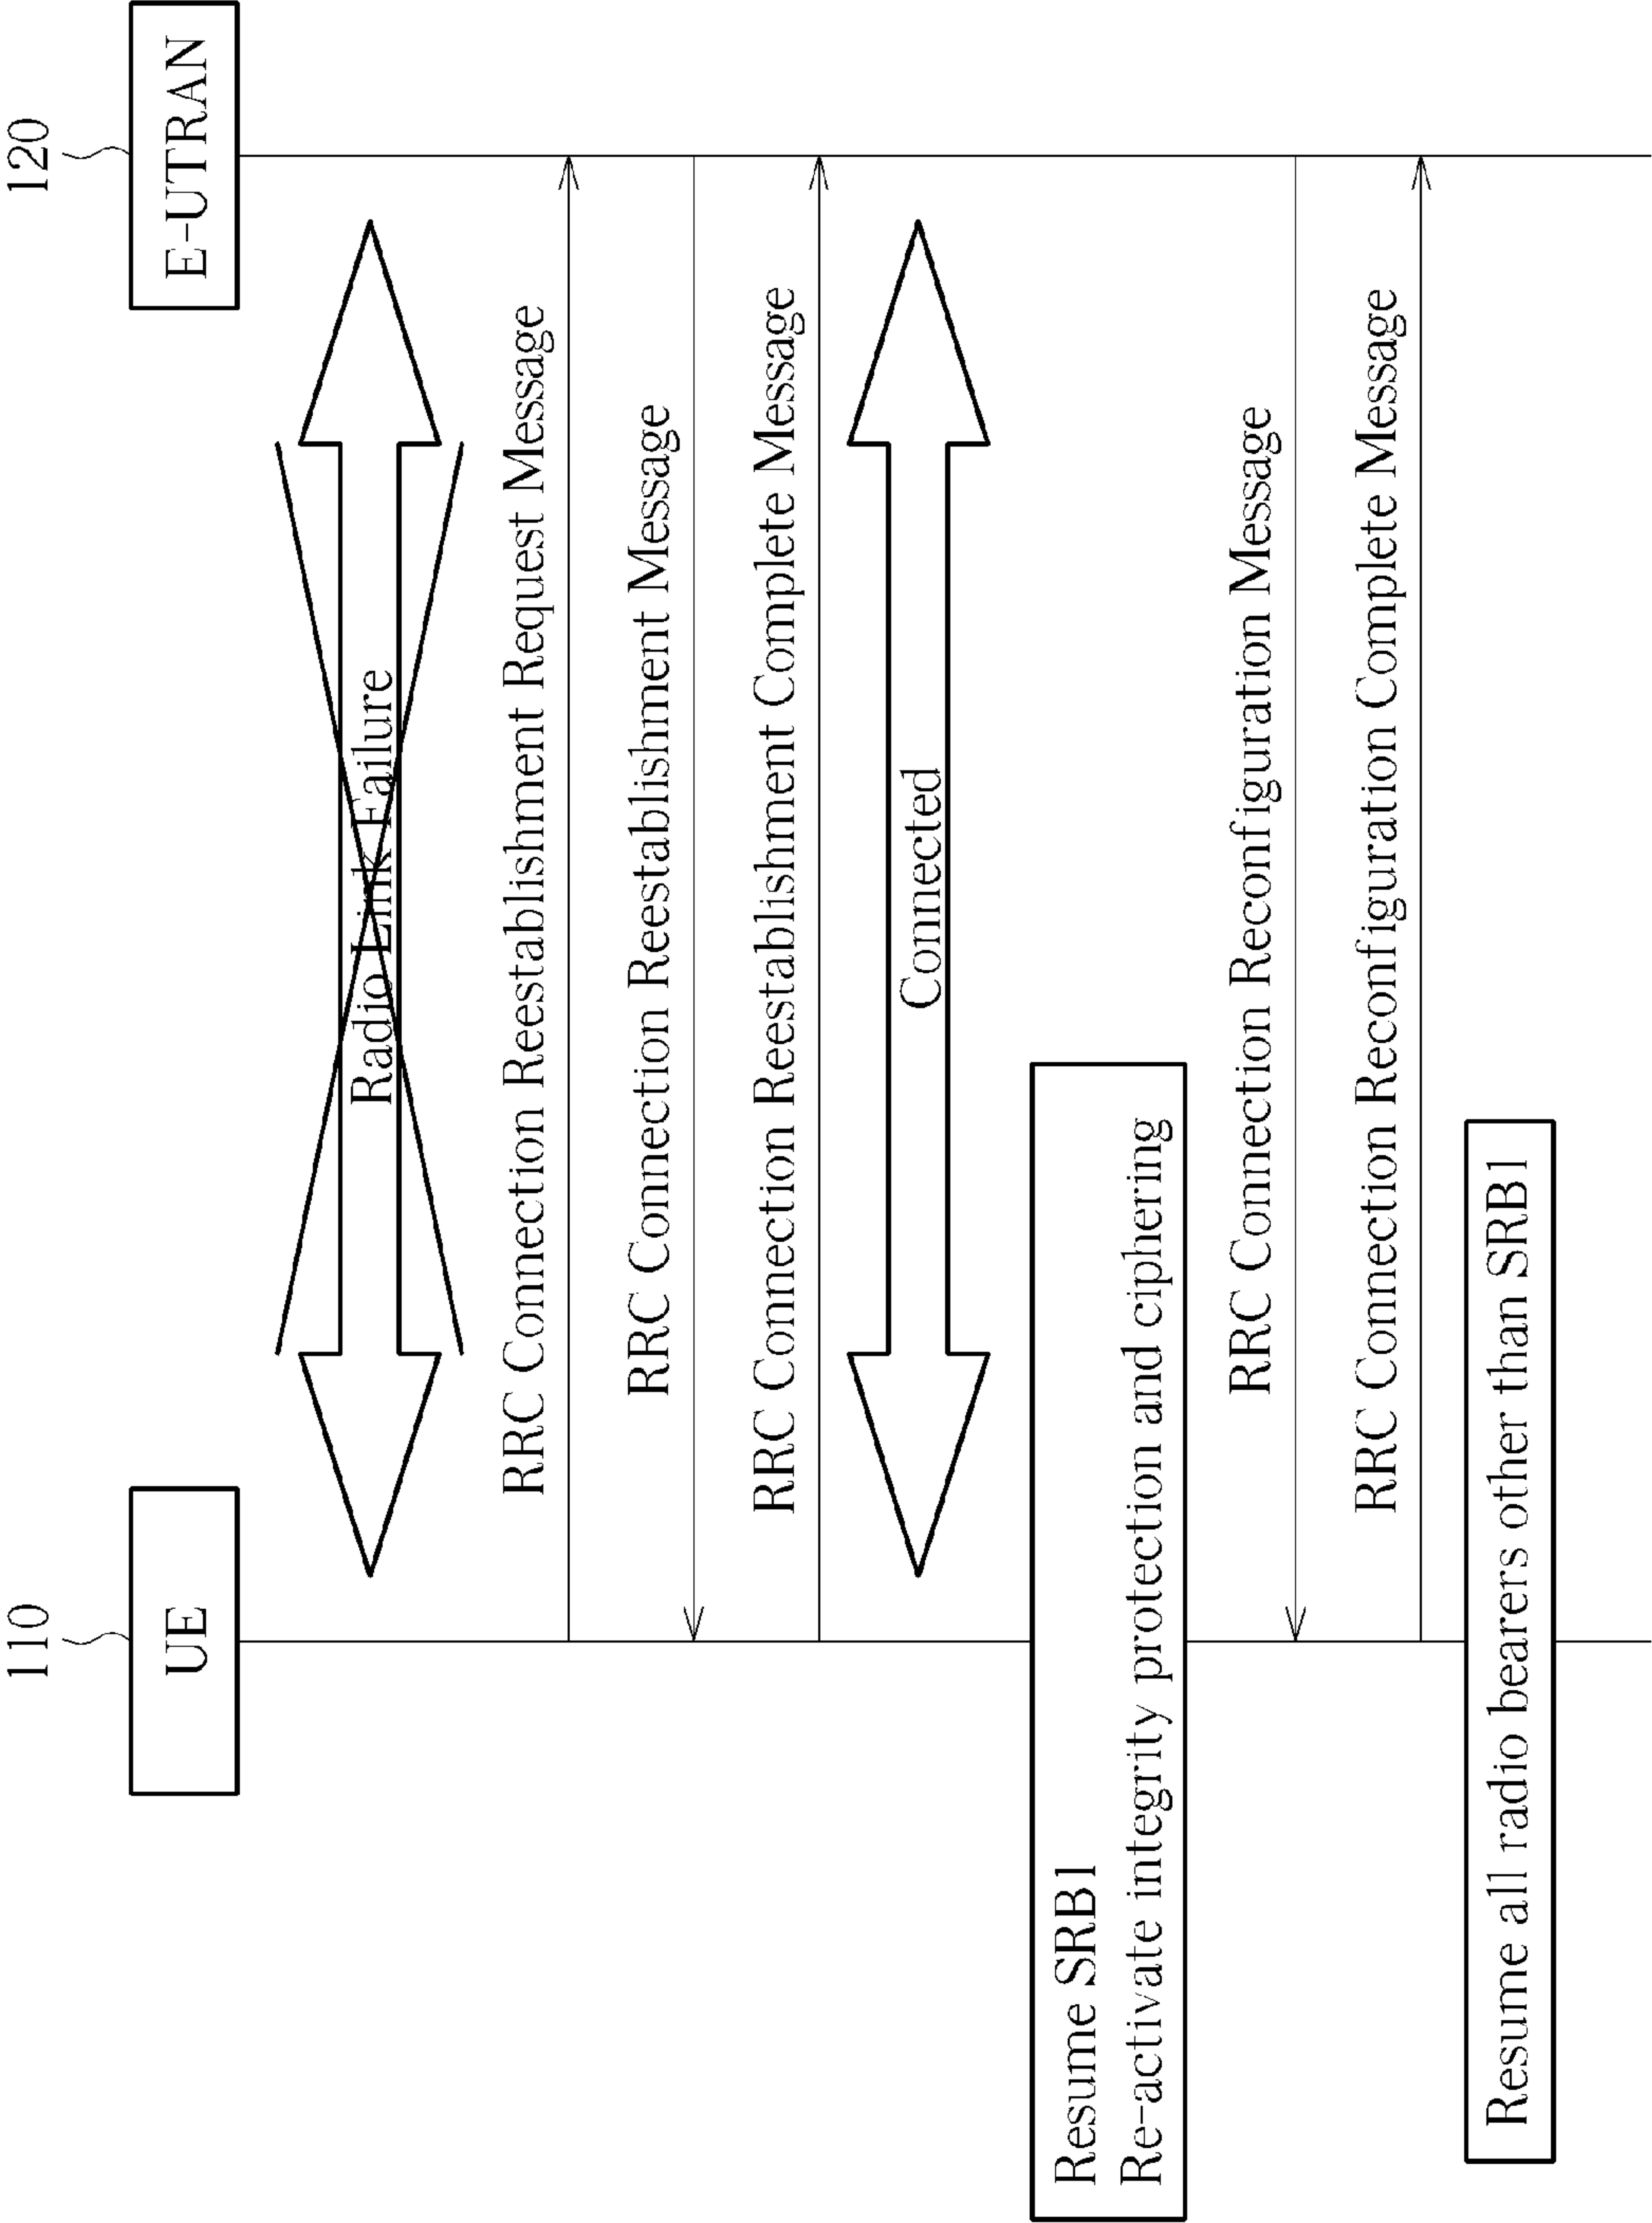 110
120
UE
E-UTRAN
Radio Link Failure
RRC Connection Reestablishment Request Message
RRC Connection Reestablishment Message
RRC Connection Reestablishment Complete Message
Connected
Resume SRB1
Re-activate integrity protection and ciphering
RRC Connection Reconfiguration Message
RRC Connection Reconfiguration Complete Message
Resume all radio bearers other than SRB1